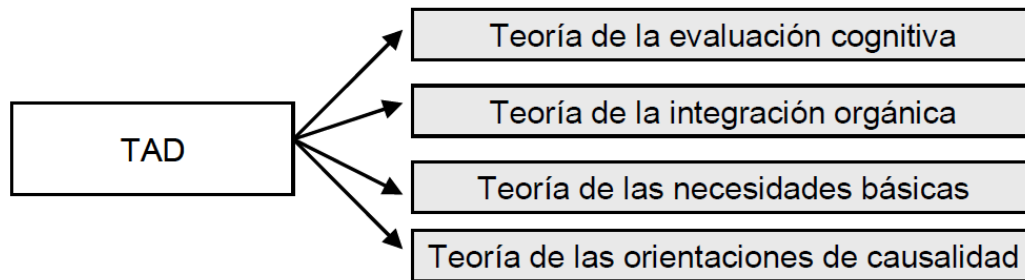 Teoría de la evaluación cognitiva
Teoría de la integración orgánica
TAD
Teoría de las necesidades básicas
Teoría de las orientaciones de causalidad